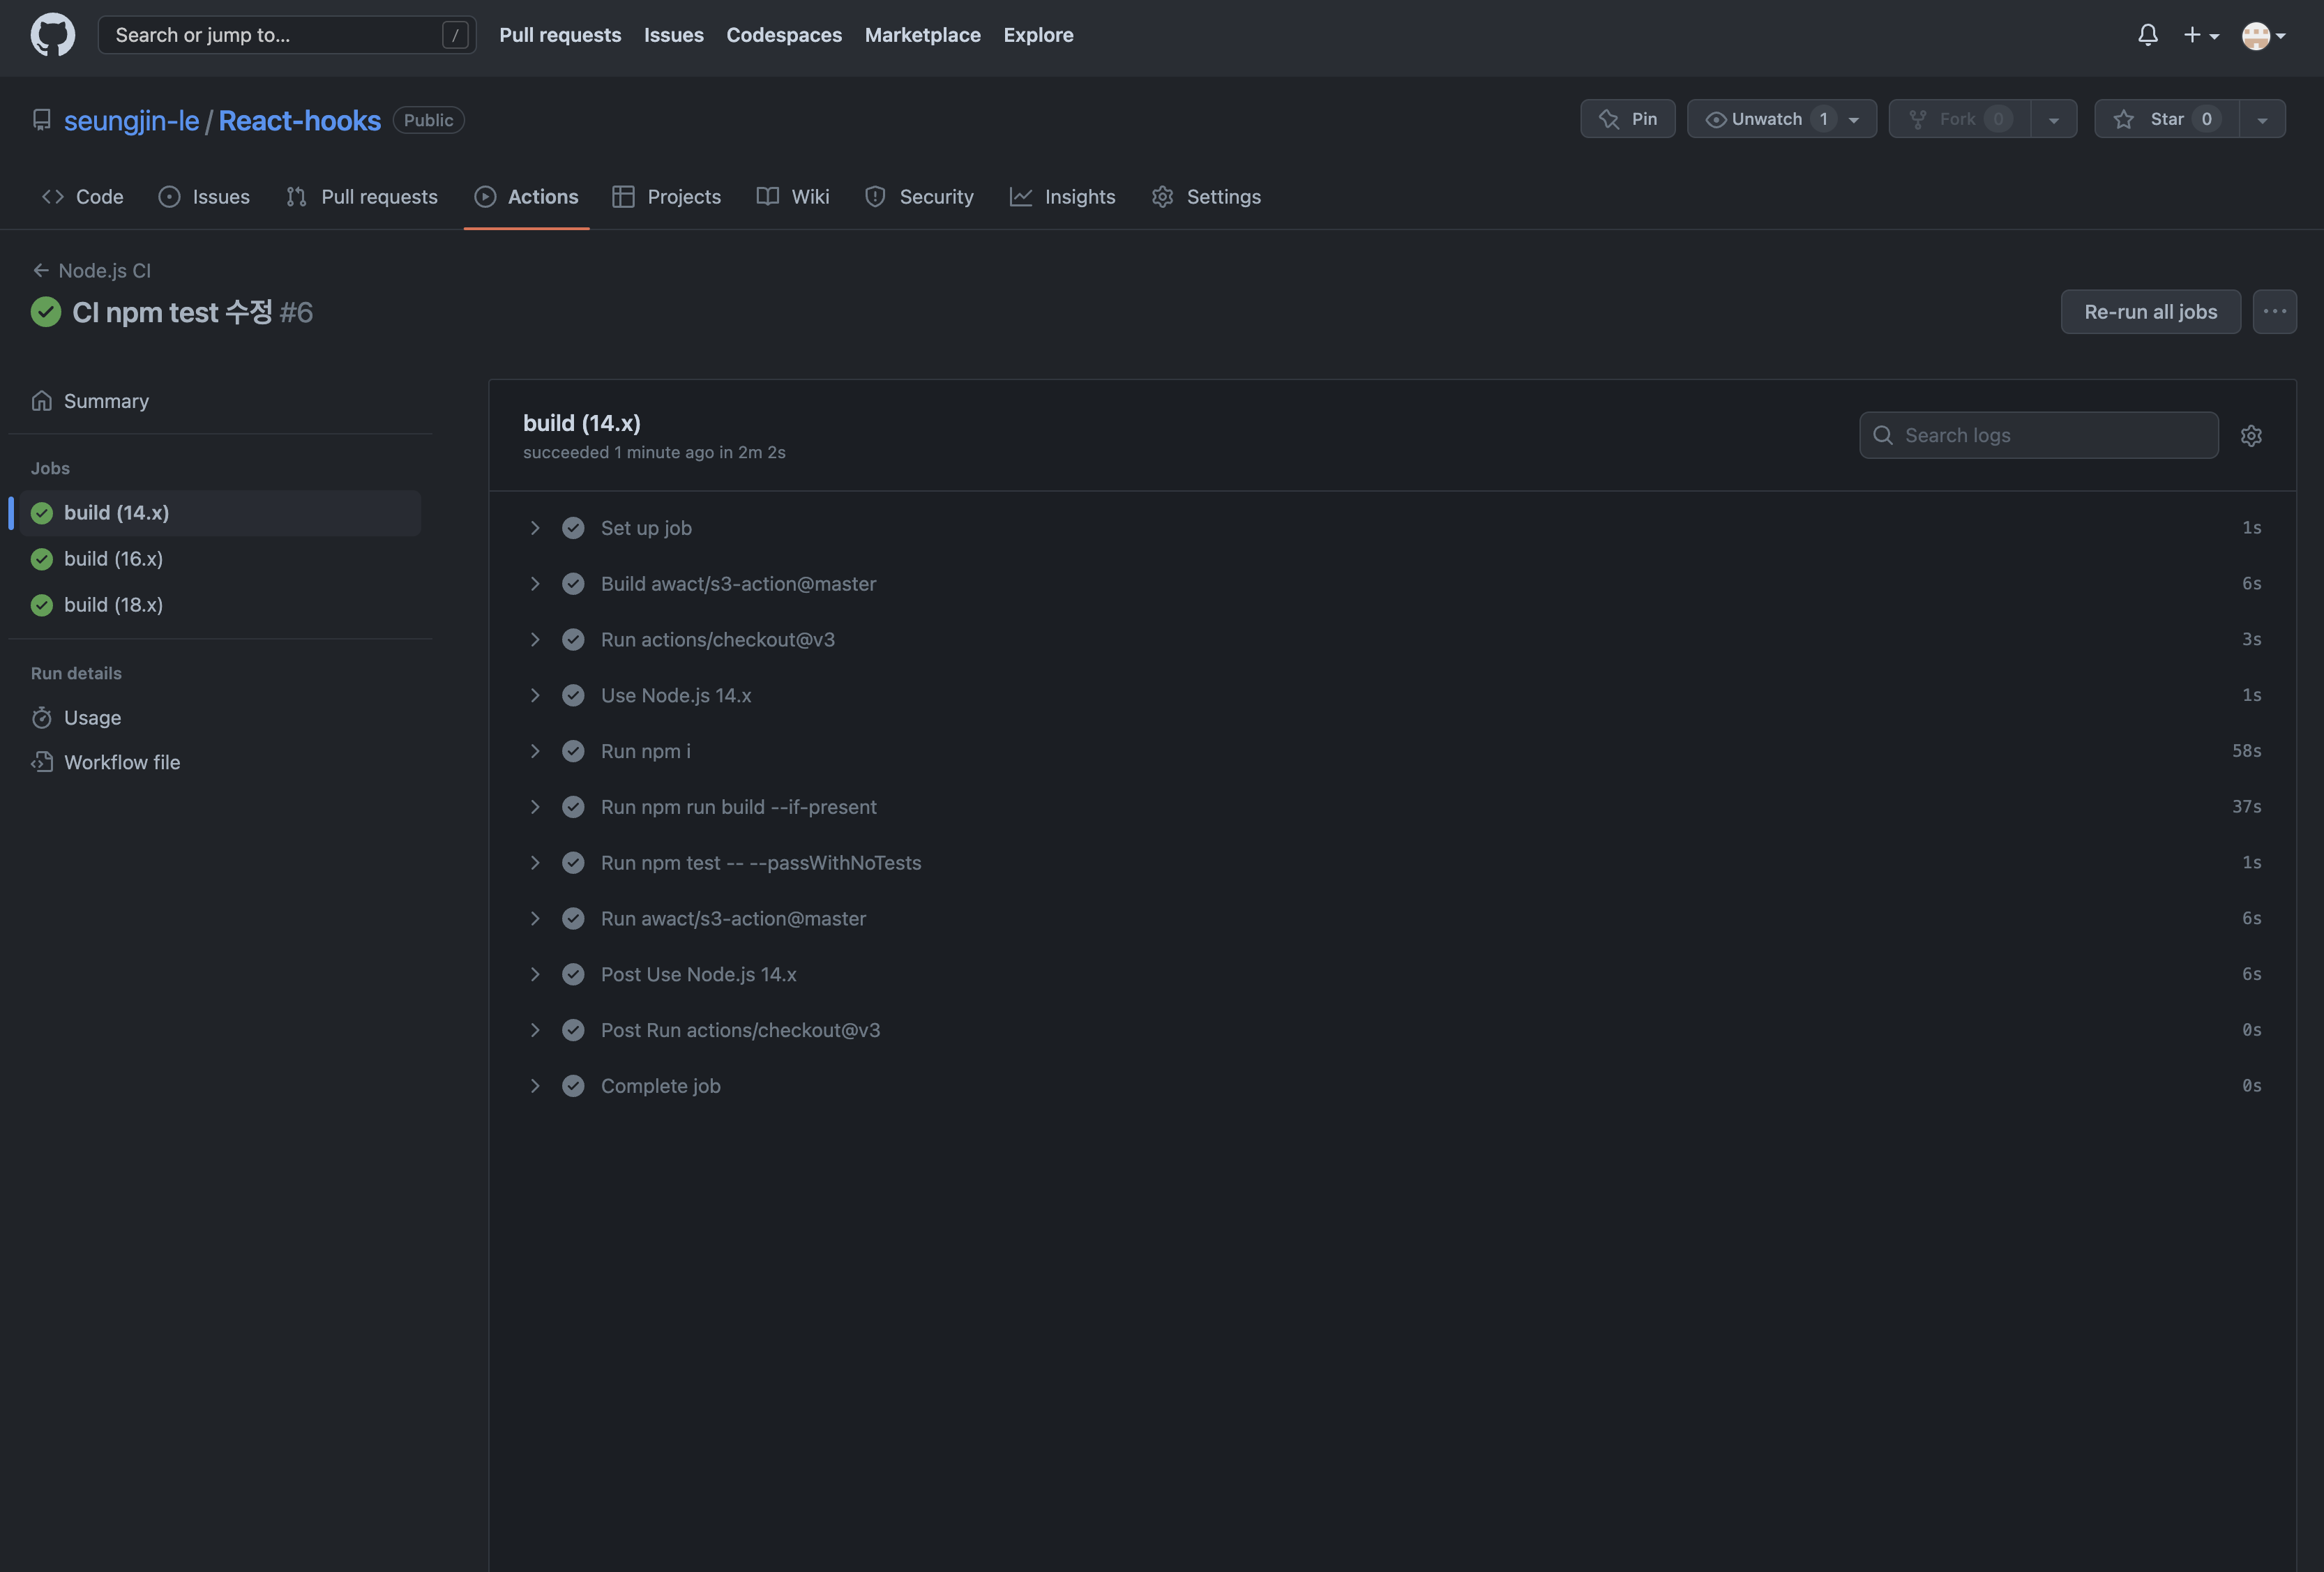 Search or jump to... /
Pull requests Issues Codespaces Marketplace Explore
seungjin-le / React-hooks Public
Pin Unwatch 1 Fork 0 Star 0
Code Issues Pull requests Actions Projects Wiki Security Insights Settings
Node.js CI
CI npm test 수정 #6
Re-run all jobs
Summary
Jobs
build (14.x)
build (16.x)
build (18.x)
Run details
Usage
Workflow file
build (14.x)
succeeded 1 minute ago in 2m 2s
Search logs
Set up job 1s
Build awact/s3-action@master 6s
Run actions/checkout@v3 3s
Use Node.js 14.x 1s
Run npm i 58s
Run npm run build --if-present 37s
Run npm test -- --passWithNoTests 1s
Run awact/s3-action@master 6s
Post Use Node.js 14.x 6s
Post Run actions/checkout@v3 0s
Complete job 0s